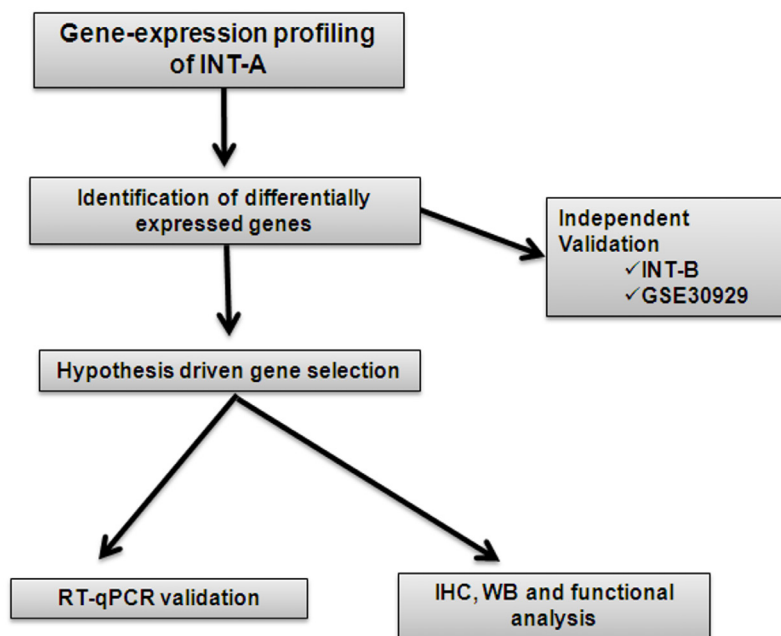 Gene-expression profiling
of INT-A
Identification of differentially
expressed genes
Independent
Validation
✓INT-B
✓GSE30929
Hypothesis driven gene selection
RT-qPCR validation
IHC, WB and functional
analysis